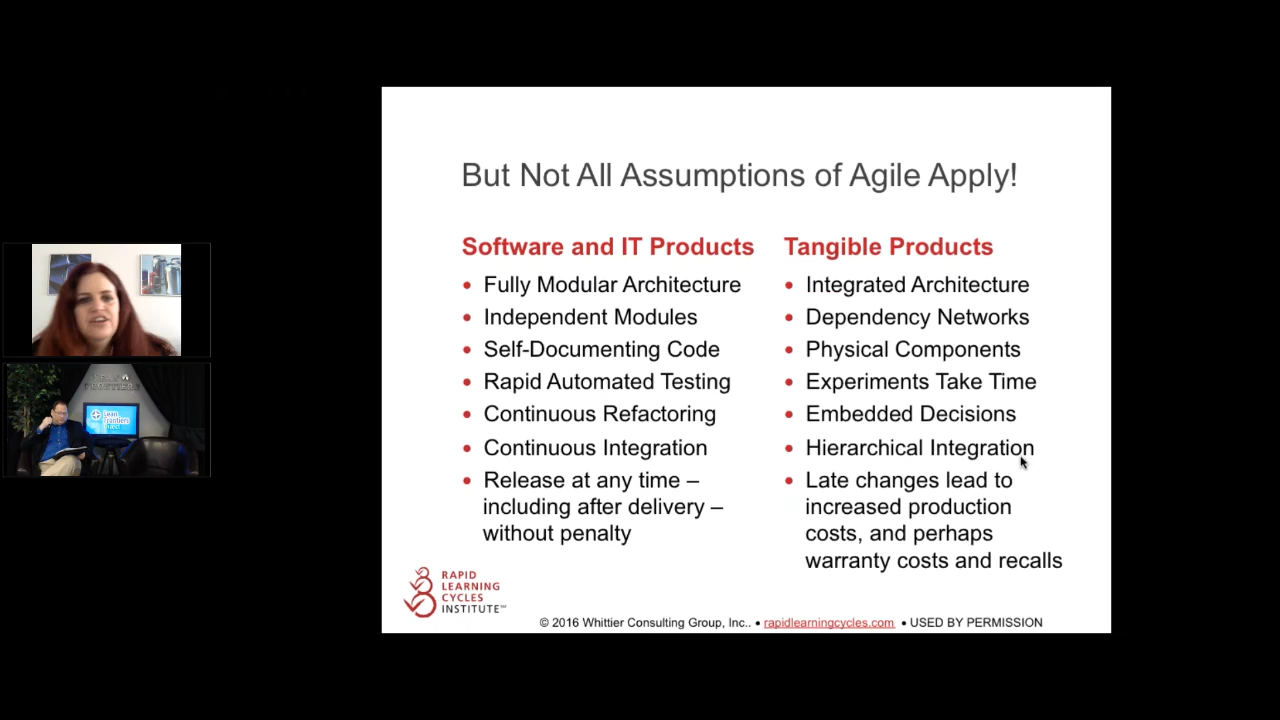 But Not All Assumptions of Agile Apply!
Software and IT Products
• Fully Modular Architecture
• Independent Modules
• Self-Documenting Code
• Rapid Automated Testing
• Continuous Refactoring
• Continuous Integration
• Release at any time –
including after delivery –
without penalty
Tangible Products
• Integrated Architecture
• Dependency Networks
• Physical Components
• Experiments Take Time
• Embedded Decisions
• Hierarchical Integration
• Late changes lead to
increased production
costs, and perhaps
warranty costs and recalls
RAPID
LEARNING
CYCLES
INSTITUTE™
© 2016 Whittier Consulting Group, Inc.. • rapidlearningcycles.com • USED BY PERMISSION
Lean
Frontiers